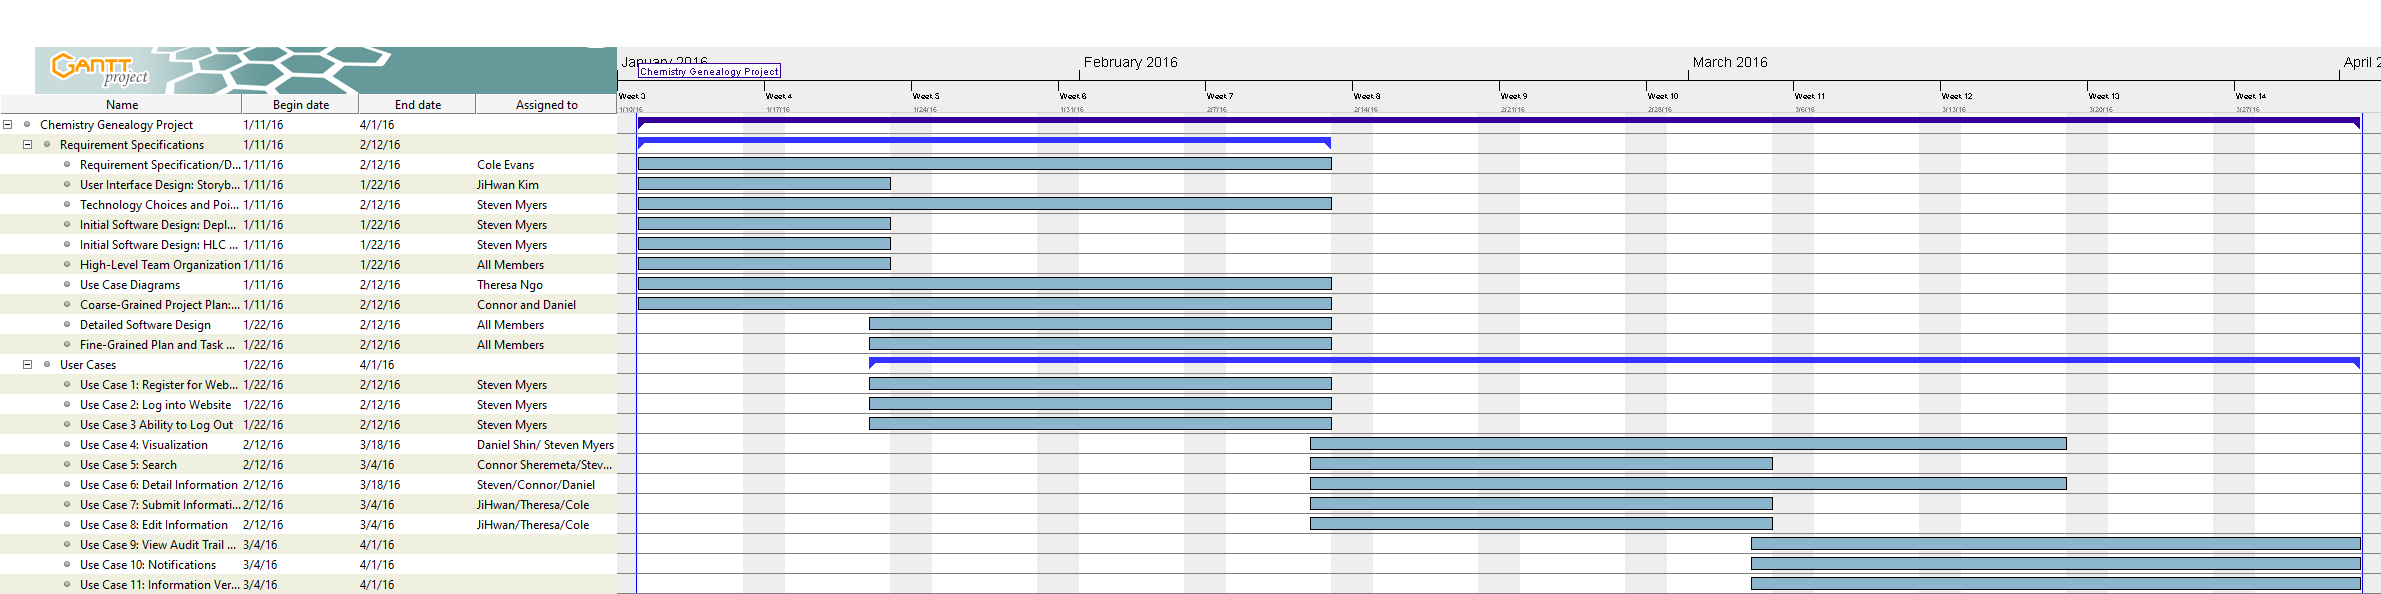 GANTT project
January 2016 February 2016 March 2016 April 2
Chemistry Genealogy Project
Week 3 Week 4 Week 5 Week 6 Week 7 Week 8 Week 9 Week 10 Week 11 Week 12 Week 13 Week 14
1/10/16 1/17/16 1/24/16 1/31/16 2/7/16 2/14/16 2/21/16 2/28/16 3/6/16 3/13/16 3/20/16 3/27/16
Name Begin date End date Assigned to
Chemistry Genealogy Project 1/11/16 4/1/16
Requirement Specifications 1/11/16 2/12/16
Requirement Specification/D... 1/11/16 2/12/16 Cole Evans
User Interface Design: Storyb... 1/11/16 1/22/16 JiHwan Kim
Technology Choices and Poi... 1/11/16 2/12/16 Steven Myers
Initial Software Design: Depl... 1/11/16 1/22/16 Steven Myers
Initial Software Design: HLC ... 1/11/16 1/22/16 Steven Myers
High-Level Team Organization 1/11/16 1/22/16 All Members
Use Case Diagrams 1/11/16 2/12/16 Theresa Ngo
Coarse-Grained Project Plan:... 1/11/16 2/12/16 Connor and Daniel
Detailed Software Design 1/22/16 2/12/16 All Members
Fine-Grained Plan and Task ... 1/22/16 2/12/16 All Members
User Cases 1/22/16 4/1/16
Use Case 1: Register for Web... 1/22/16 2/12/16 Steven Myers
Use Case 2: Log into Website 1/22/16 2/12/16 Steven Myers
Use Case 3 Ability to Log Out 1/22/16 2/12/16 Steven Myers
Use Case 4: Visualization 2/12/16 3/18/16 Daniel Shin/ Steven Myers
Use Case 5: Search 2/12/16 3/4/16 Connor Sheremeta/Stev...
Use Case 6: Detail Information 2/12/16 3/18/16 Steven/Connor/Daniel
Use Case 7: Submit Informati... 2/12/16 3/4/16 JiHwan/Theresa/Cole
Use Case 8: Edit Information 2/12/16 3/4/16 JiHwan/Theresa/Cole
Use Case 9: View Audit Trail ... 3/4/16 4/1/16
Use Case 10: Notifications 3/4/16 4/1/16
Use Case 11: Information Ver... 3/4/16 4/1/16